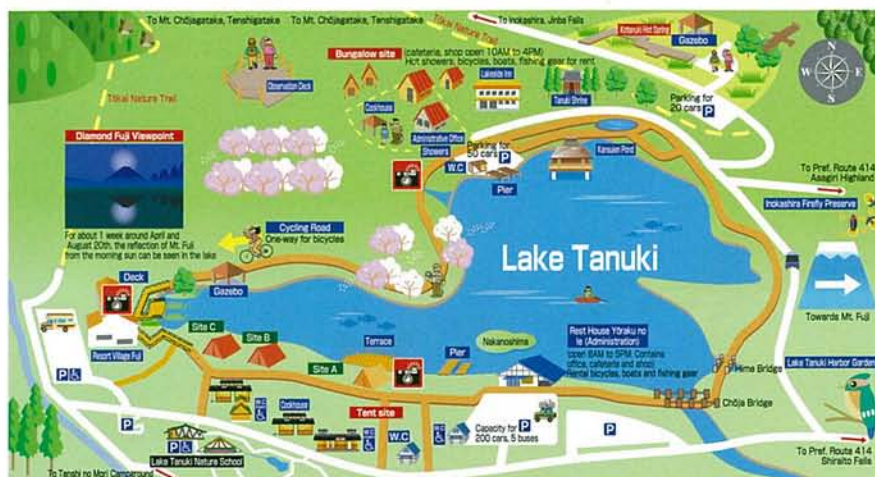 To Mt. Chōjagataka, Tenshigataka
To Mt. Chōjagataka, Tenshigataka
To Inokashira, Jinba Falls
Tōkai Nature Trail
Tōkai Nature Trail
Bungalow site
(cafeteria, shop open 10AM to 4PM)
Hot showers, bicycles, boats, fishing gear for rent
Observation Deck
Cookhouse
Administrative Office
Showers
Lakeside Inn
Tanuki Shrine
Gazebo
Parking for
20 cars
P
N
W
E
S
Diamond Fuji Viewpoint
For about 1 week around April and
August 20th, the reflection of Mt. Fuji
from the morning sun can be seen in the lake
Parking for
50 cars
P
W.C
Pier
Kansuien Pond
To Pref. Route 414
Asagiri Highland
Inokashira Firefly Preserve
Cycling Road
One-way for bicycles
Lake Tanuki
Towards Mt. Fuji
Deck
Gazebo
Resort Village Fuji
Site C
Site B
Site A
Terrace
Pier
Nakanoshima
Rest House Yōraku no
Ie (Administration)
(open 8AM to 5PM. Contains
office, cafeteria and shop)
Rental bicycles, boats and fishing gear
Hime Bridge
Chōja Bridge
Lake Tanuki Harbor Garden
P
P
P
Lake Tanuki Nature School
Cookhouse
Tent site
W.C
W.C
W.C
Capacity for
200 cars, 5 buses
P
P
To Pref. Route 414
Shiraito Falls
To Tenshi no Mori Campground